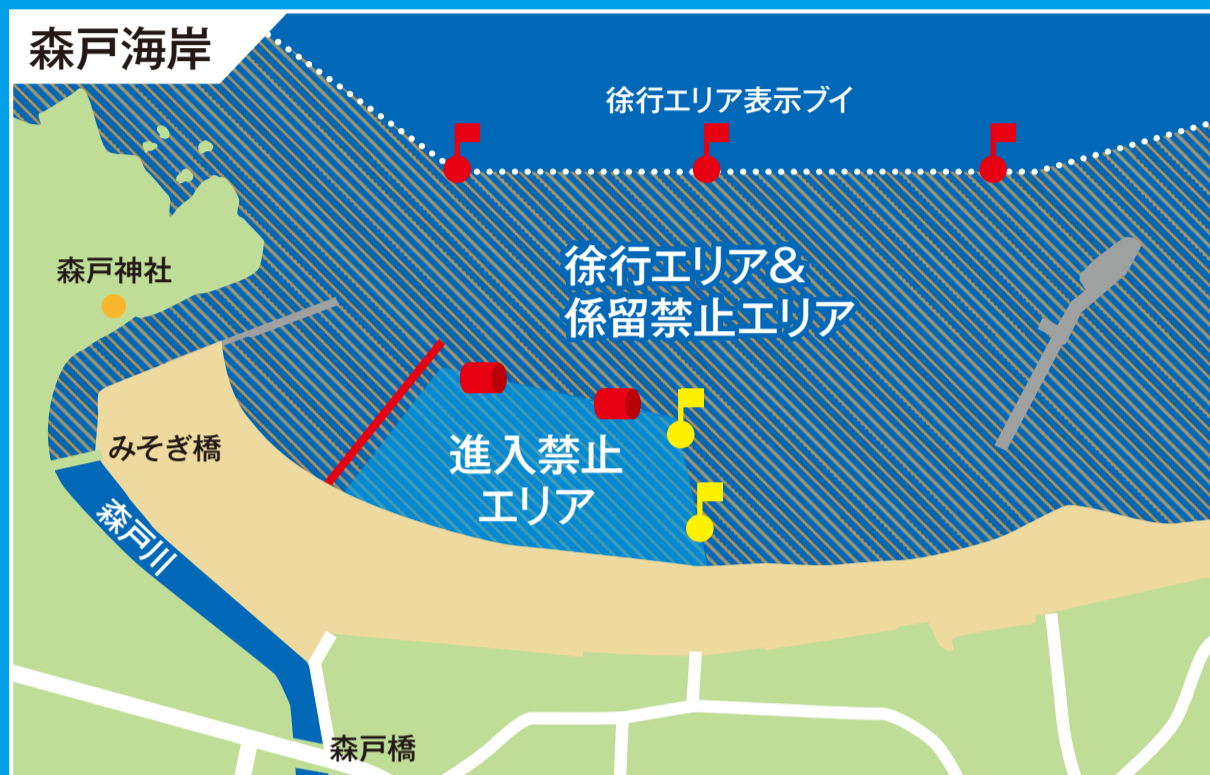 森戸海岸
徐行エリア表示ブイ
徐行エリア&
係留禁止エリア
森戸神社
みそぎ橋
進入禁止
エリア
森戸川
森戸橋